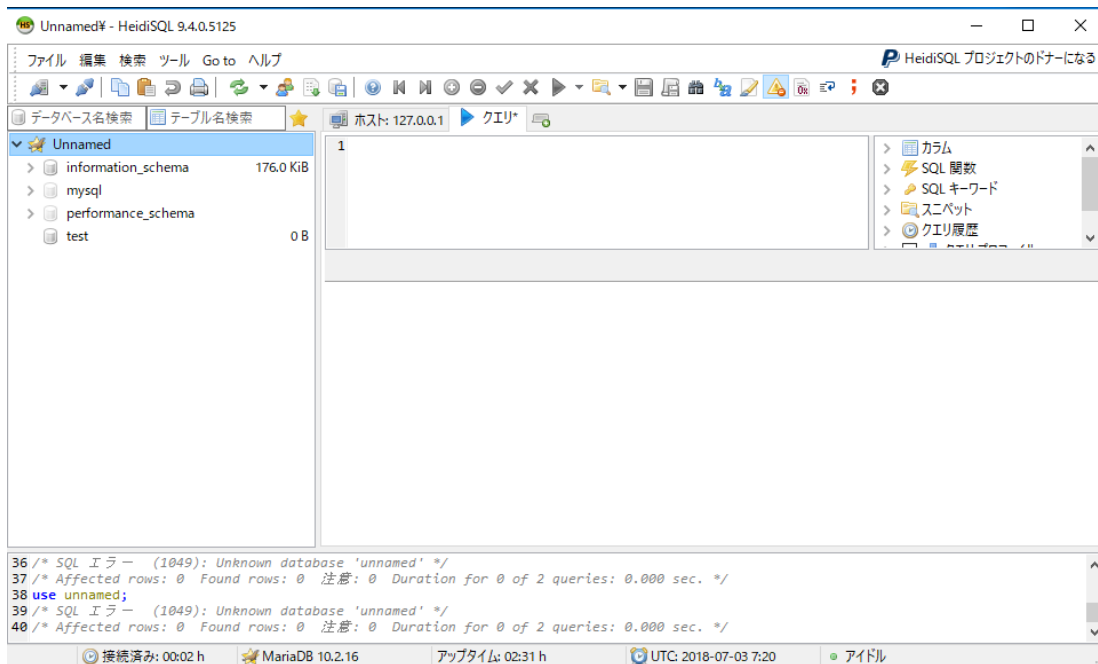 Unnamed¥ - HeidiSQL 9.4.0.5125
ファイル 編集 検索 ツール Go to ヘルプ
HeidiSQL プロジェクトのドナーになる
データベース名検索 テーブル名検索
ホスト: 127.0.0.1 クエリ*
Unnamed
information_schema 176.0 KiB
mysql
performance_schema
test 0 B
1
カラム
SQL 関数
SQL キーワード
スニペット
クエリ履歴
36 /* SQL エラー (1049): Unknown database 'unnamed' */
37 /* Affected rows: 0 Found rows: 0 注意: 0 Duration for 0 of 2 queries: 0.000 sec. */
38 use unnamed;
39 /* SQL エラー (1049): Unknown database 'unnamed' */
40 /* Affected rows: 0 Found rows: 0 注意: 0 Duration for 0 of 2 queries: 0.000 sec. */
接続済み: 00:02 h MariaDB 10.2.16 アップタイム: 02:31 h UTC: 2018-07-03 7:20 アイドル